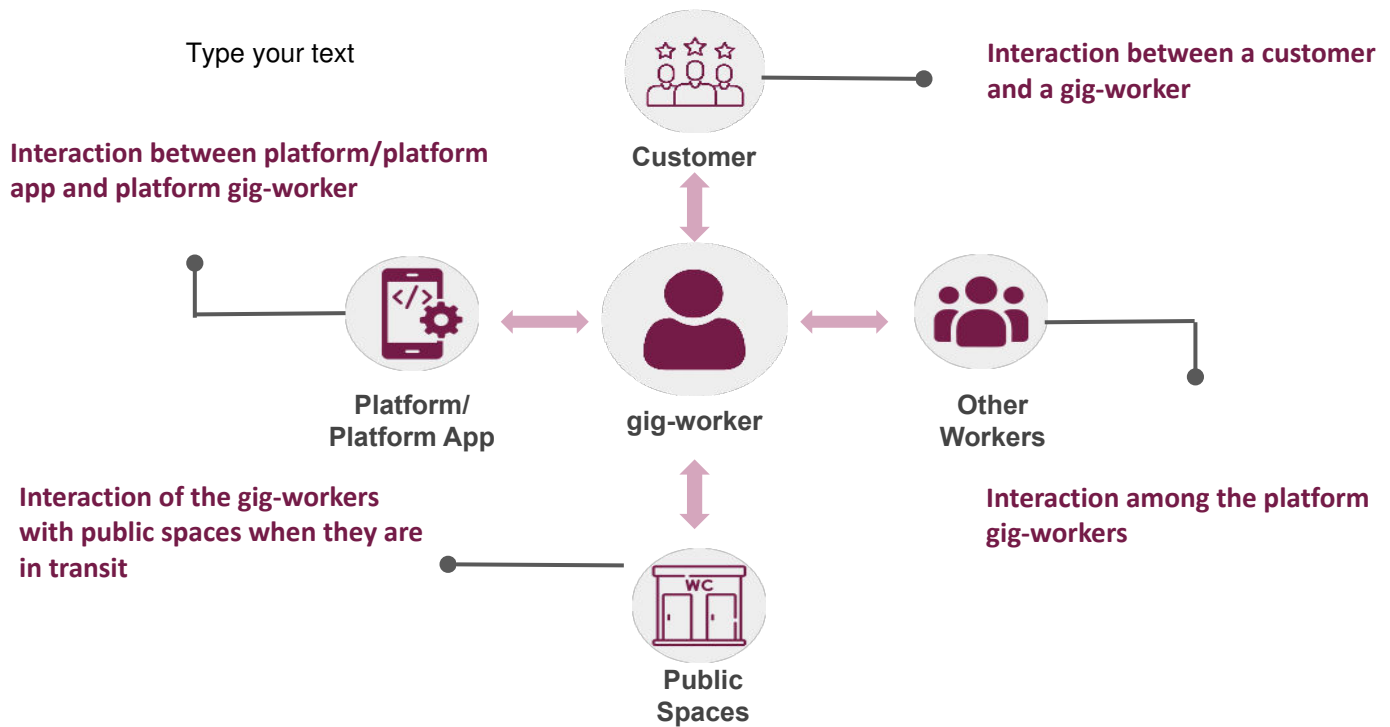 Type your text
Interaction between a customer
and a gig-worker
Customer
Interaction between platform/platform
app and platform gig-worker
</>
Platform/
Platform App
gig-worker
Other
Workers
Interaction of the gig-workers
with public spaces when they are
in transit
Interaction among the platform
gig-workers
WC
Public
Spaces